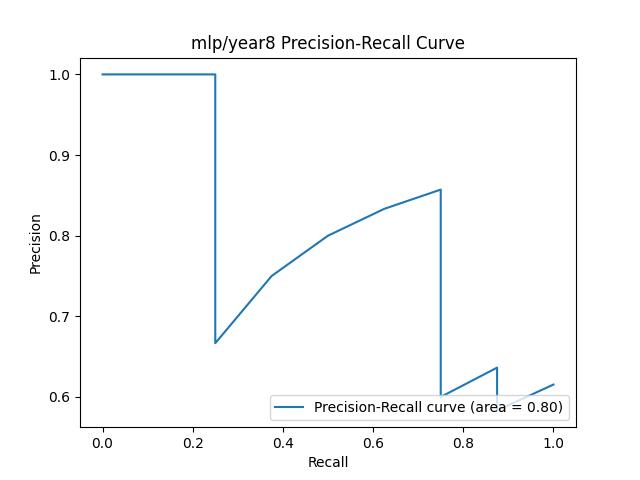 mlp/year8 Precision-Recall Curve
1.0
0.9
0.8
0.7
0.6
Precision
Precision-Recall curve (area = 0.80)
0.0 0.2 0.4 0.6 0.8 1.0
Recall